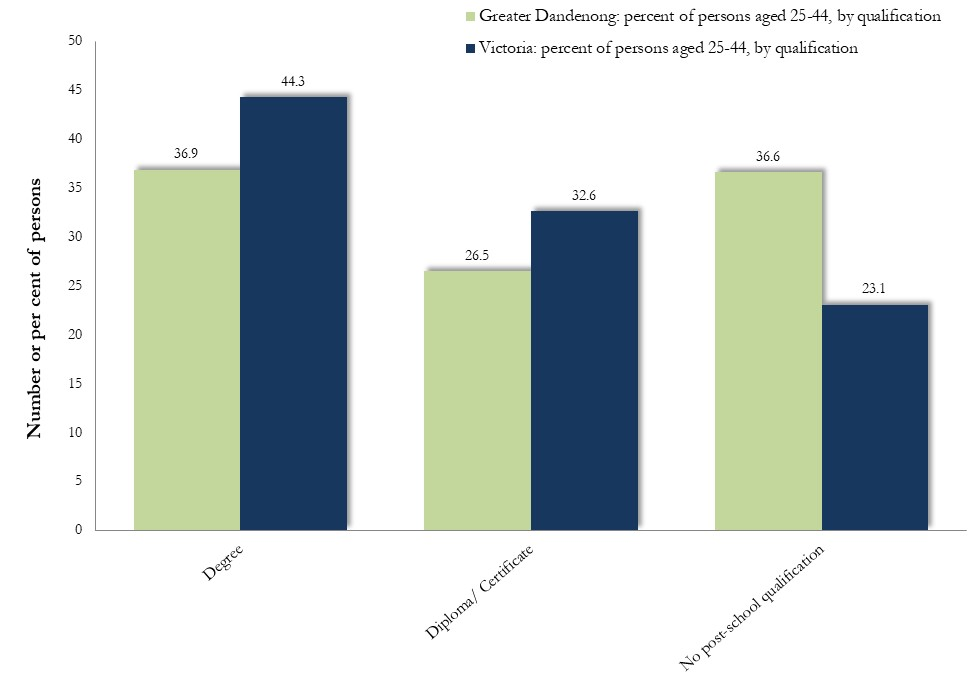 Greater Dandenong: percent of persons aged 25-44, by qualification
Victoria: percent of persons aged 25-44, by qualification
Number or per cent of persons
50
45
40
35
30
25
20
15
10
5
0
36.9
44.3
26.5
32.6
36.6
23.1
Degree
Diploma/ Certificate
No post-school qualification